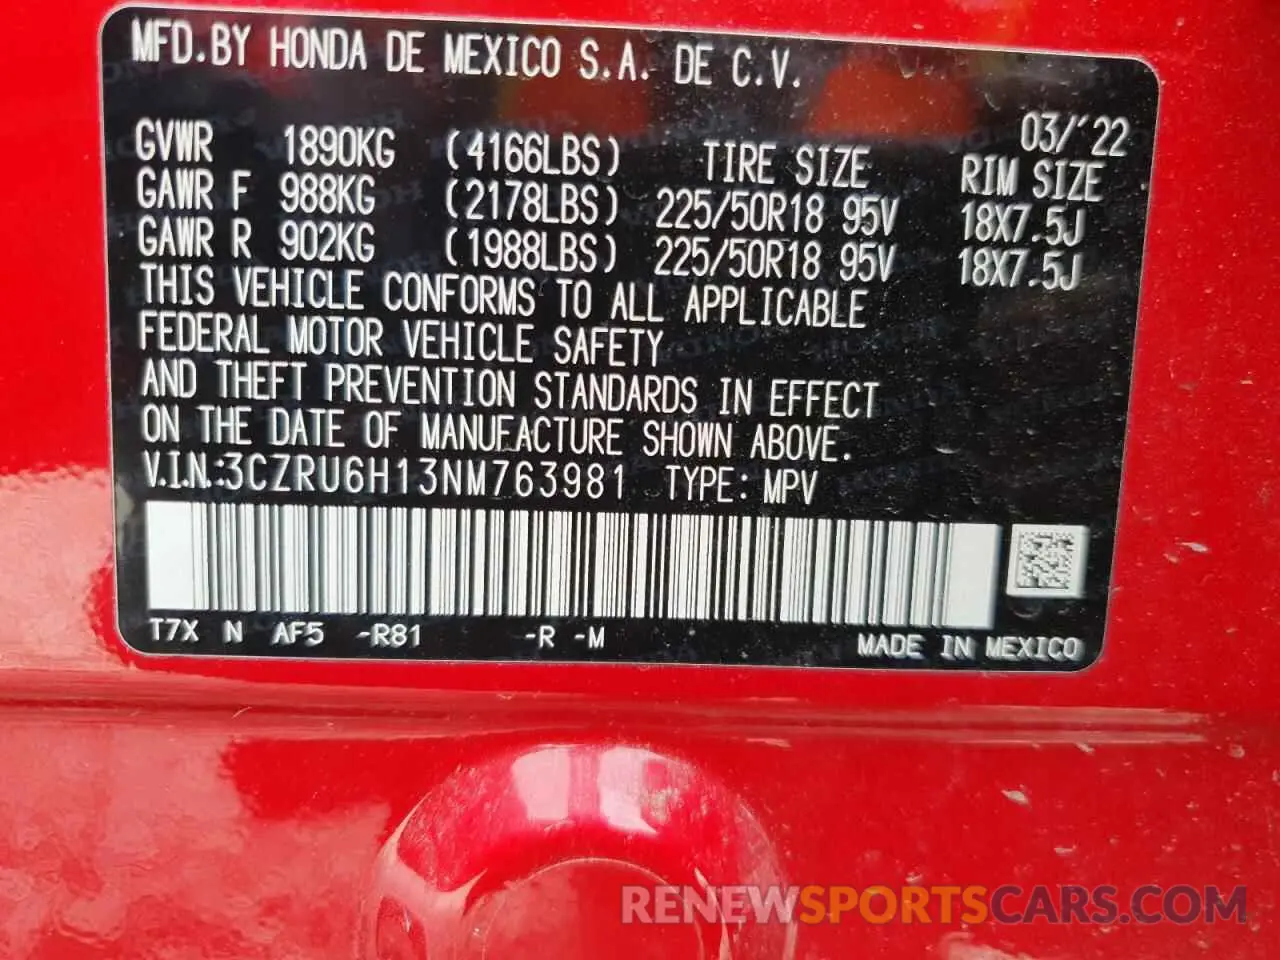 MFD.BY HONDA DE MEXICO S.A. DE C.V.
03/'22
GVWR 1890KG (4166LBS) TIRE SIZE RIM SIZE
GAWR F 988KG (2178LBS) 225/50R18 95V 18X7.5J
GAWR R 902KG (1988LBS) 225/50R18 95V 18X7.5J
THIS VEHICLE CONFORMS TO ALL APPLICABLE
FEDERAL MOTOR VEHICLE SAFETY
AND THEFT PREVENTION STANDARDS IN EFFECT
ON THE DATE OF MANUFACTURE SHOWN ABOVE.
V.I.N.:3CZRU6H13NM763981 TYPE: MPV
T7X N AF5 -R81 -R -M MADE IN MEXICO
RENEWSPORTSCARS.COM